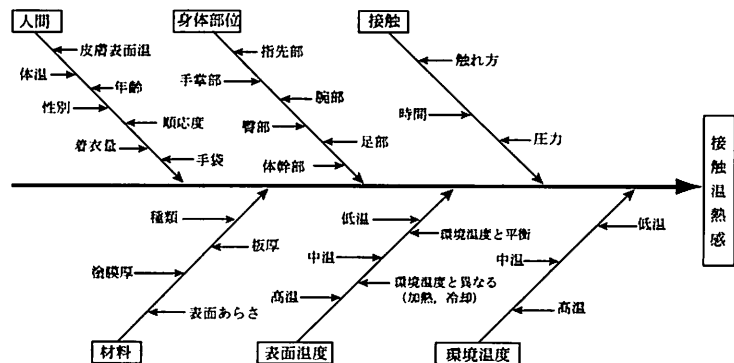 人間
身体部位
接触
皮膚表面温
体温
年齢
性別
順応度
着衣量
手袋
指先部
手掌部
腕部
臀部
足部
体幹部
触れ方
時間
圧力
接触温熱感
種類
板厚
塗膜厚
表面あらさ
材料
低温
環境温度と平衡
中温
環境温度と異なる
(加熱, 冷却)
高温
表面温度
低温
中温
高温
環境温度